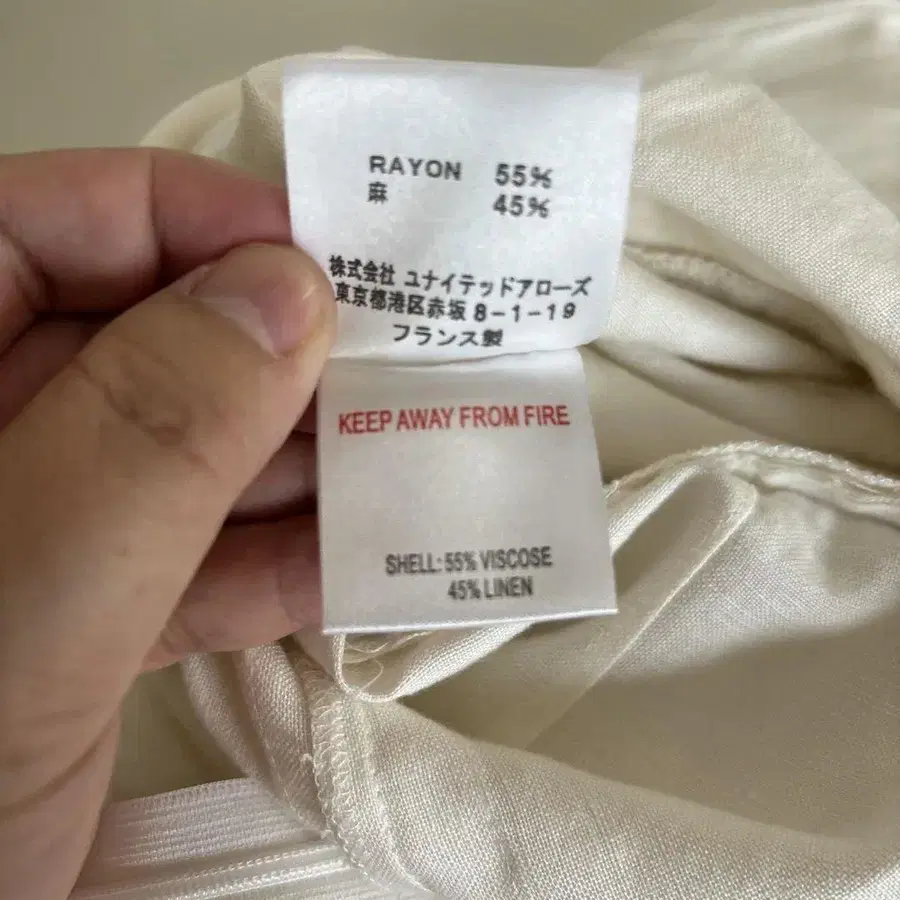 RAYON 55%
麻 45%
株式会社 ユナイテッドアローズ
東京都港区赤坂 8-1-19
フランス製
KEEP AWAY FROM FIRE
SHELL: 55% VISCOSE
45% LINEN